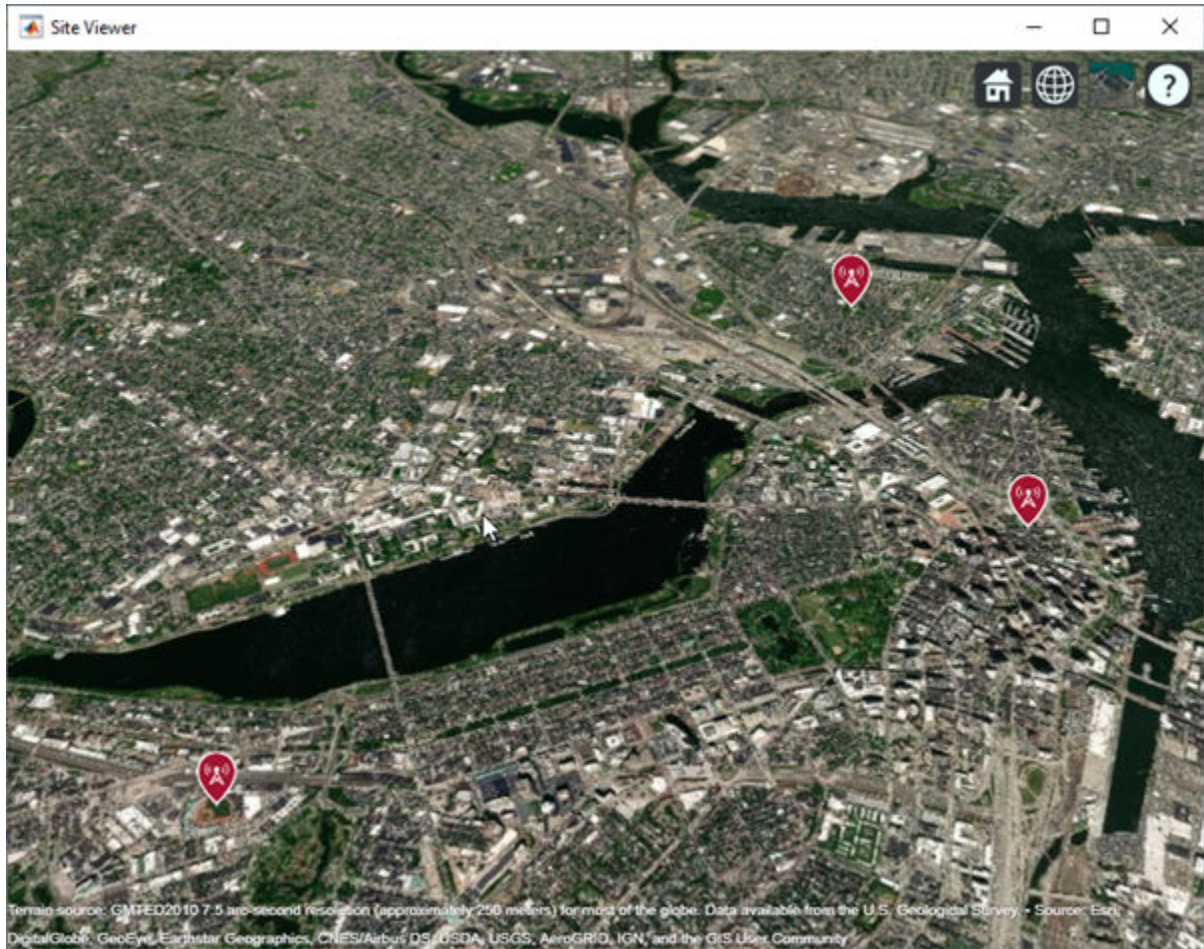 Site Viewer
?
Terrain source: GMTED2010 7.5 arc-second resolution (approximately 250 meters) for most of the globe. Data available from the U.S. Geological Survey. • Source: Esri,
DigitalGlobe, GeoEye, Earthstar Geographics, CNES/Airbus DS, USDA, USGS, AeroGRID, IGN, and the GIS User Community